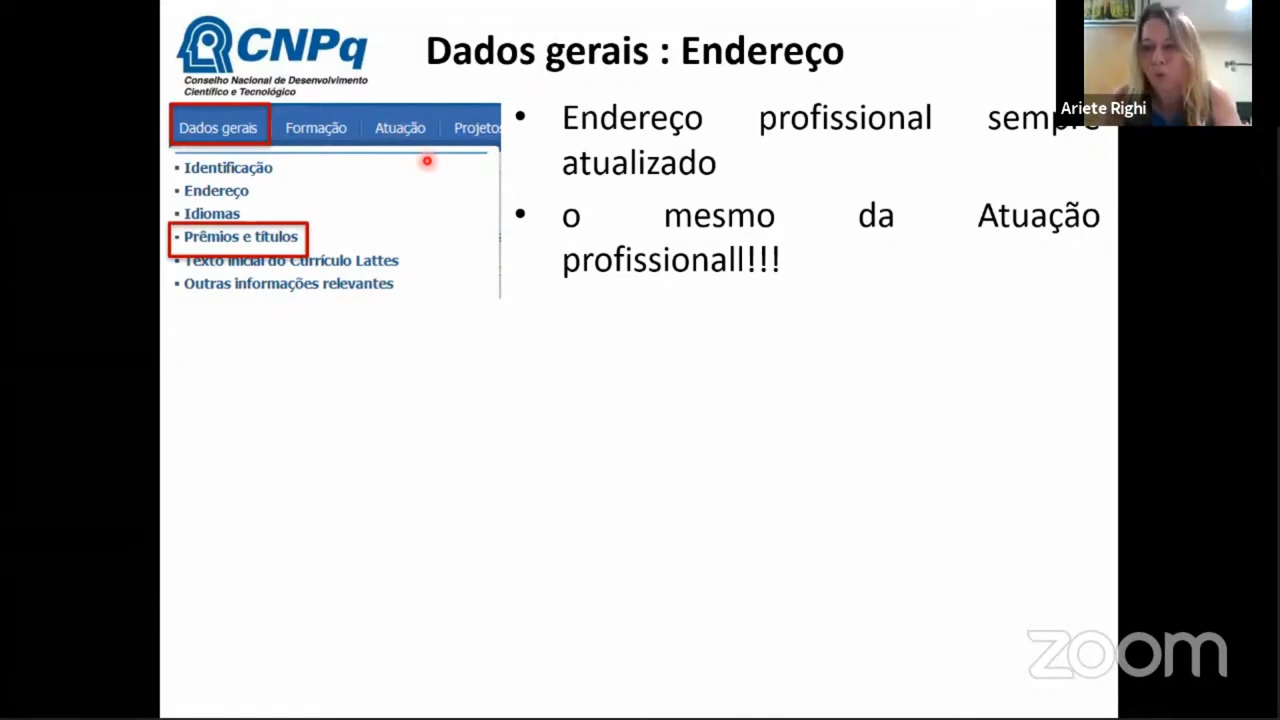 CNPq
Conselho Nacional de Desenvolvimento
Científico e Tecnológico
Dados gerais : Endereço
Ariete Righi
Dados gerais Formação Atuação Projetos
Identificação
Endereço
Idiomas
Prêmios e títulos
Texto inicial do Currículo Lattes
Outras informações relevantes
• Endereço profissional sempre
atualizado
• o mesmo da Atuação
profissionall!!!
zoom